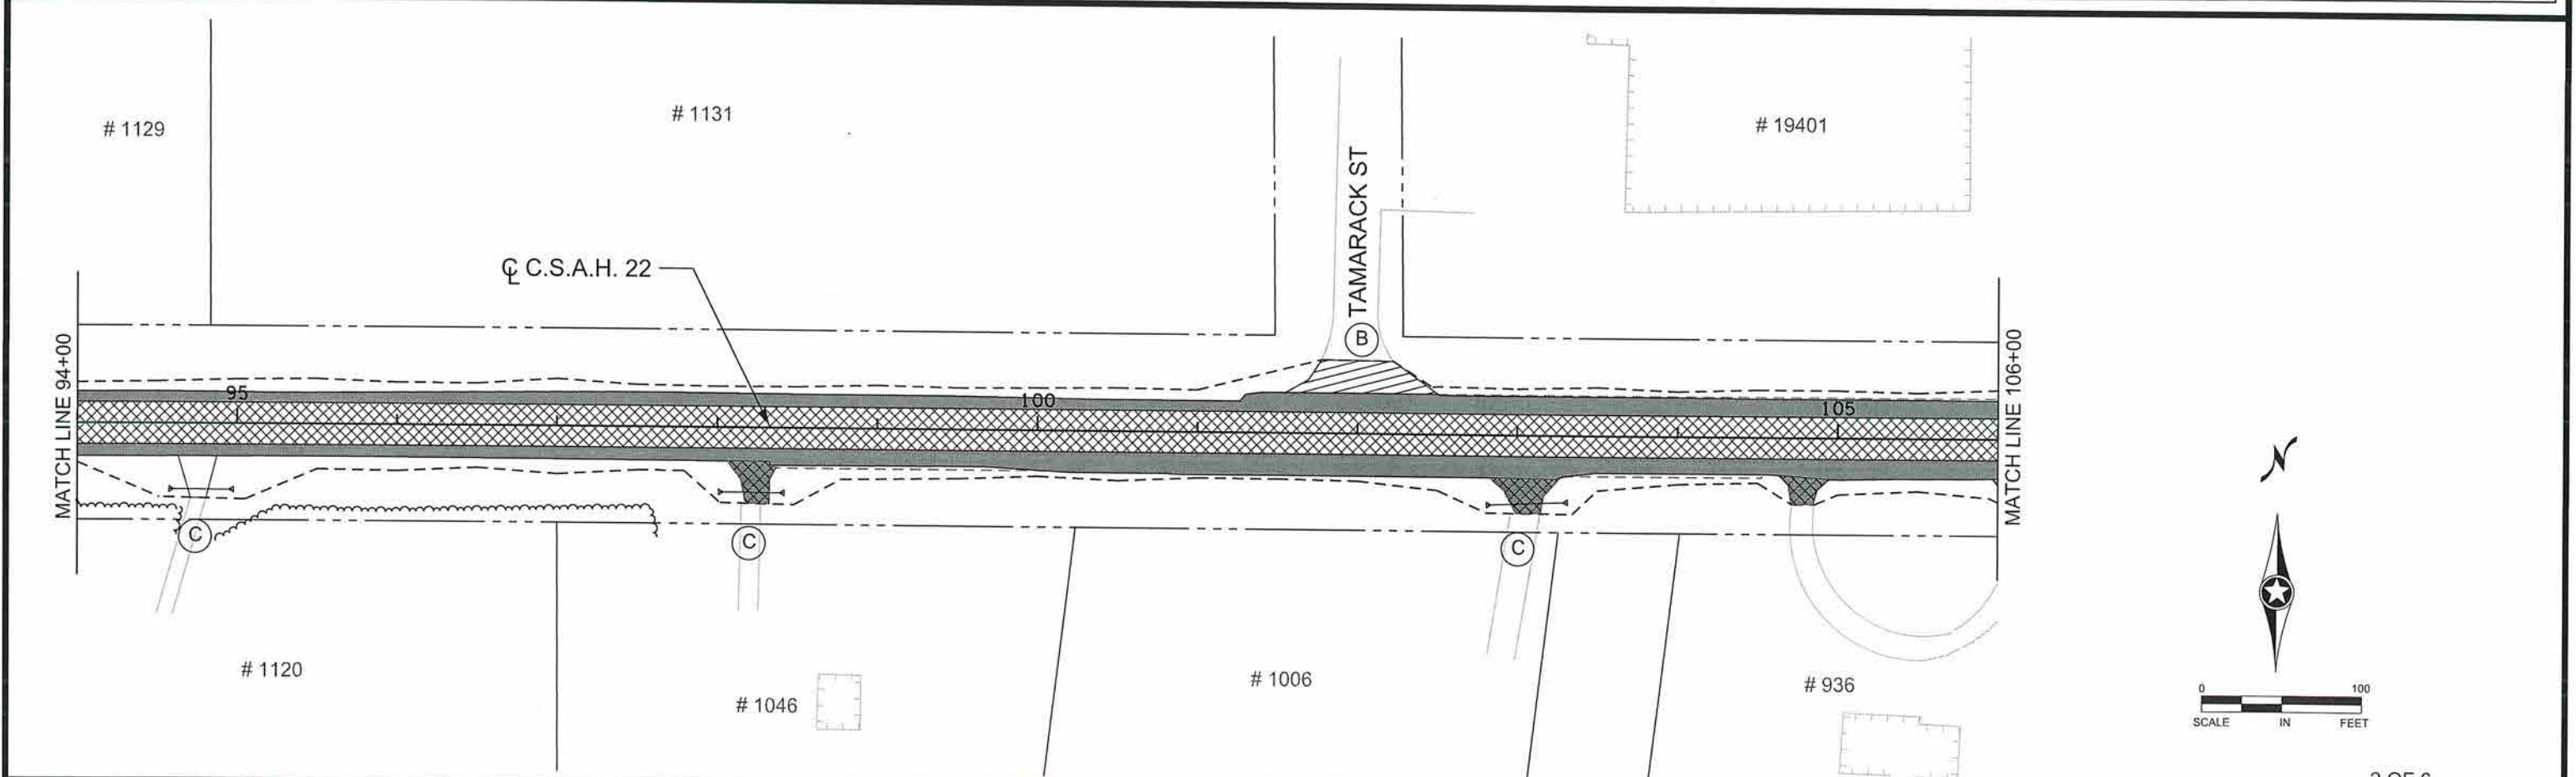 # 1129
# 1131
# 19401
TAMARACK ST
℄ C.S.A.H. 22
B
MATCH LINE 94+00
95
100
105
MATCH LINE 106+00
N
C
C
C
# 1120
# 1046
# 1006
# 936
0 100
SCALE IN FEET